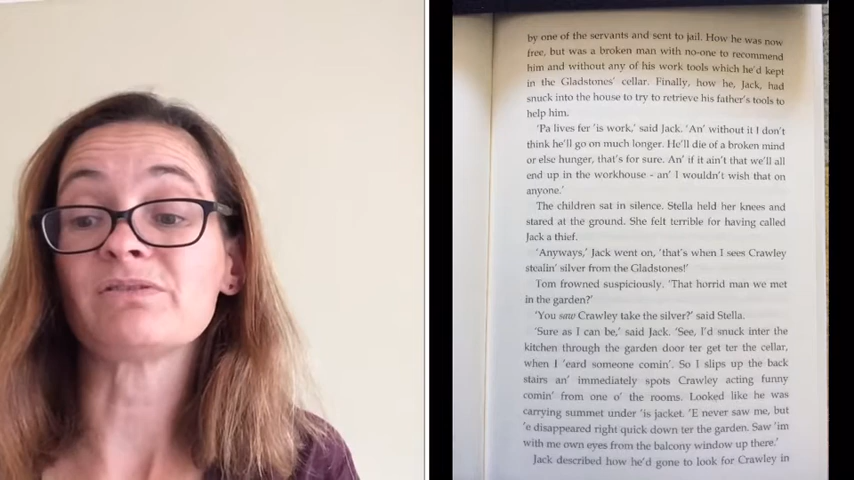 by one of the servants and sent to jail. How he was now
free, but was a broken man with no-one to recommend
him and without any of his work tools which he'd kept
in the Gladstones' cellar. Finally, how he, Jack, had
snuck into the house to try to retrieve his father's tools to
help him.
'Pa lives fer 'is work,' said Jack. 'An' without it I don't
think he'll go on much longer. He'll die of a broken mind
or else hunger, that's for sure. An' if it ain't that we'll all
end up in the workhouse - an' I wouldn't wish that on
anyone.'
The children sat in silence. Stella held her knees and
stared at the ground. She felt terrible for having called
Jack a thief.
'Anyways,' Jack went on, 'that's when I sees Crawley
stealin' silver from the Gladstones!'
Tom frowned suspiciously. 'That horrid man we met
in the garden?'
'You saw Crawley take the silver?' said Stella.
'Sure as I can be,' said Jack. 'See, I'd snuck inter the
kitchen through the garden door ter get ter the cellar,
when I 'eard someone comin'. So I slips up the back
stairs an' immediately spots Crawley acting funny
comin' from one o' the rooms. Looked like he was
carrying summet under 'is jacket. 'E never saw me, but
'e disappeared right quick down ter the garden. Saw 'im
with me own eyes from the balcony window up there.'
Jack described how he'd gone to look for Crawley in